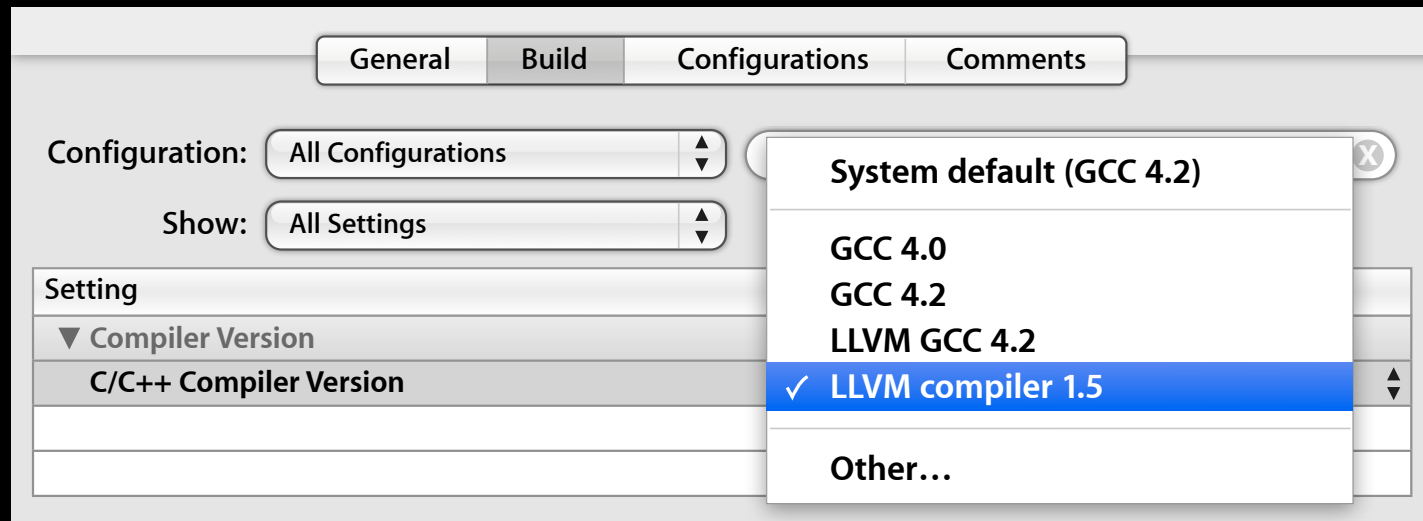 General Build Configurations Comments
Configuration: All Configurations
X
Show: All Settings
Setting
▼ Compiler Version
C/C++ Compiler Version
System default (GCC 4.2)
GCC 4.0
GCC 4.2
LLVM GCC 4.2
✓ LLVM compiler 1.5
Other…